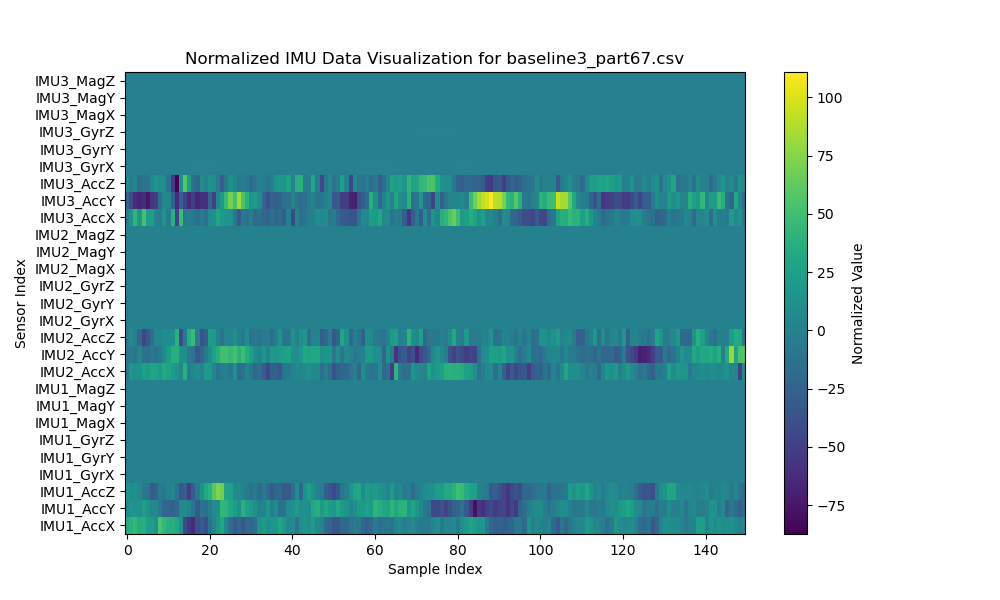 Normalized IMU Data Visualization for baseline3_part67.csv
IMU3_MagZ
IMU3_MagY
IMU3_MagX
IMU3_GyrZ
IMU3_GyrY
IMU3_GyrX
IMU3_AccZ
IMU3_AccY
IMU3_AccX
IMU2_MagZ
IMU2_MagY
IMU2_MagX
IMU2_GyrZ
IMU2_GyrY
IMU2_GyrX
IMU2_AccZ
IMU2_AccY
IMU2_AccX
IMU1_MagZ
IMU1_MagY
IMU1_MagX
IMU1_GyrZ
IMU1_GyrY
IMU1_GyrX
IMU1_AccZ
IMU1_AccY
IMU1_AccX
Sensor Index
0 20 40 60 80 100 120 140
Sample Index
100
75
50
25
0
−25
−50
−75
Normalized Value